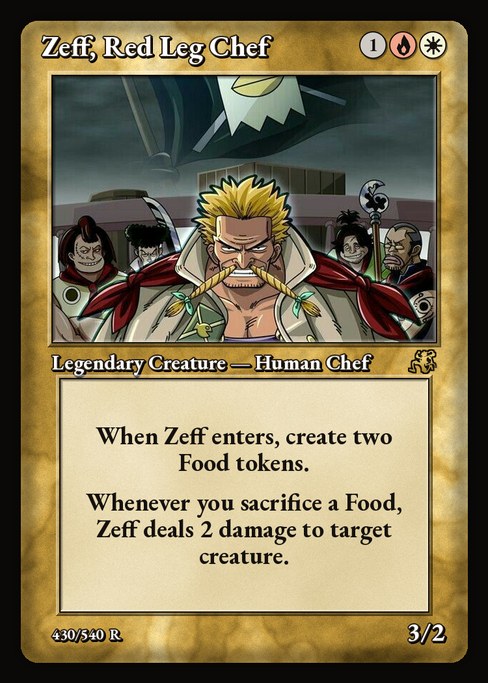 Zeff, Red Leg Chef 1
Legendary Creature — Human Chef
When Zeff enters, create two
Food tokens.
Whenever you sacrifice a Food,
Zeff deals 2 damage to target
creature.
430/540 R 3/2